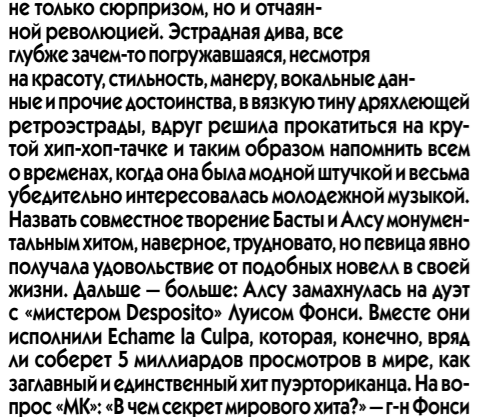 не только сюрпризом, но и отчаян-
ной революцией. Эстрадная дива, все
глубже зачем-то погружавшаяся, несмотря
на красоту, стильность, манеру, вокальные дан-
ные и прочие достоинства, в вязкую тину дряхлеющей
ретроэстрады, вдруг решила прокатиться на кру-
той хип-хоп-тачке и таким образом напомнить всем
о временах, когда она была модной штучкой и весьма
убедительно интересовалась молодежной музыкой.
Назвать совместное творение Басты и Алсу монумен-
тальным хитом, наверное, трудновато, но певица явно
получала удовольствие от подобных новелл в своей
жизни. Дальше — больше: Алсу замахнулась на дуэт
с «мистером Desposito» Луисом Фонси. Вместе они
исполнили Echame la Culpa, которая, конечно, вряд
ли соберет 5 миллиардов просмотров в мире, как
заглавный и единственный хит пуэрториканца. На во-
прос «МК»: «В чем секрет мирового хита?» — г-н Фонси